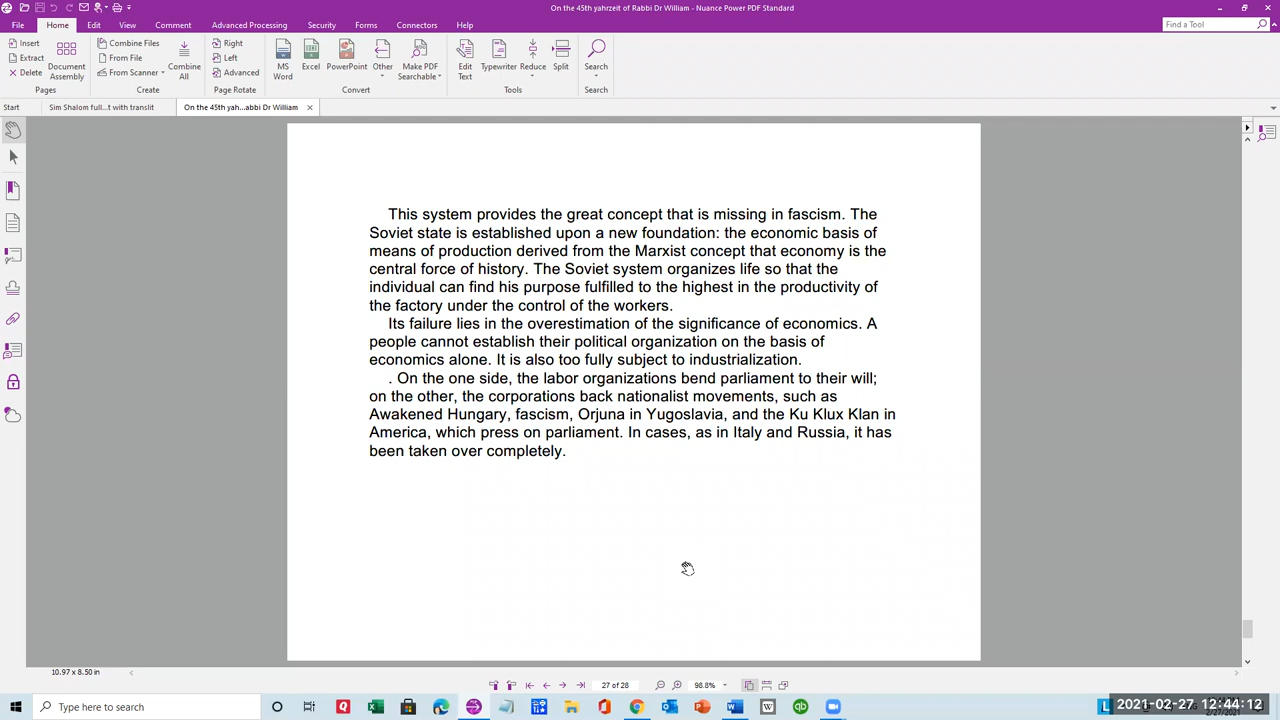 On the 45th yahrzeit of Rabbi Dr William - Nuance Power PDF Standard
File Home Edit View Comment Advanced Processing Security Forms Connectors Help
Find a Tool
Insert
Extract
Delete
Document Assembly
Pages
Combine Files
From File
From Scanner
Combine All
Create
Right
Left
Advanced
Page Rotate
MS Word
Excel
PowerPoint
Other
Make PDF Searchable
Convert
Edit Text
Typewriter
Reduce
Split
Tools
Search
Search
Start
Sim Shalom full...t with translit
On the 45th yah...abbi Dr William
This system provides the great concept that is missing in fascism. The
Soviet state is established upon a new foundation: the economic basis of
means of production derived from the Marxist concept that economy is the
central force of history. The Soviet system organizes life so that the
individual can find his purpose fulfilled to the highest in the productivity of
the factory under the control of the workers.
Its failure lies in the overestimation of the significance of economics. A
people cannot establish their political organization on the basis of
economics alone. It is also too fully subject to industrialization.
. On the one side, the labor organizations bend parliament to their will;
on the other, the corporations back nationalist movements, such as
Awakened Hungary, fascism, Orjuna in Yugoslavia, and the Ku Klux Klan in
America, which press on parliament. In cases, as in Italy and Russia, it has
been taken over completely.
10.97 x 8.50 in
27 of 28
98.8%
Type here to search
2021-02-27 12:44:12